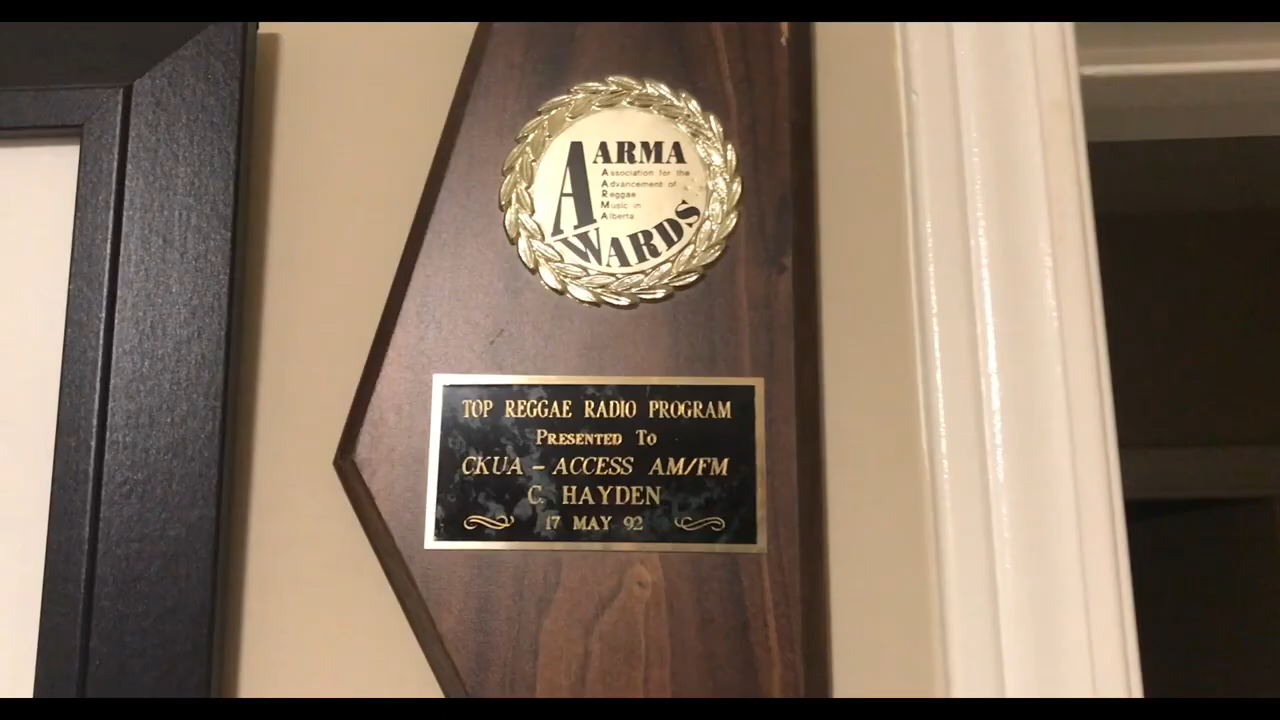 AARMA
Association for the
Advancement of
Reggae
Music in
Alberta
AWARDS
TOP REGGAE RADIO PROGRAM
PRESENTED TO
CKUA – ACCESS AM/FM
C. HAYDEN
17 MAY 92